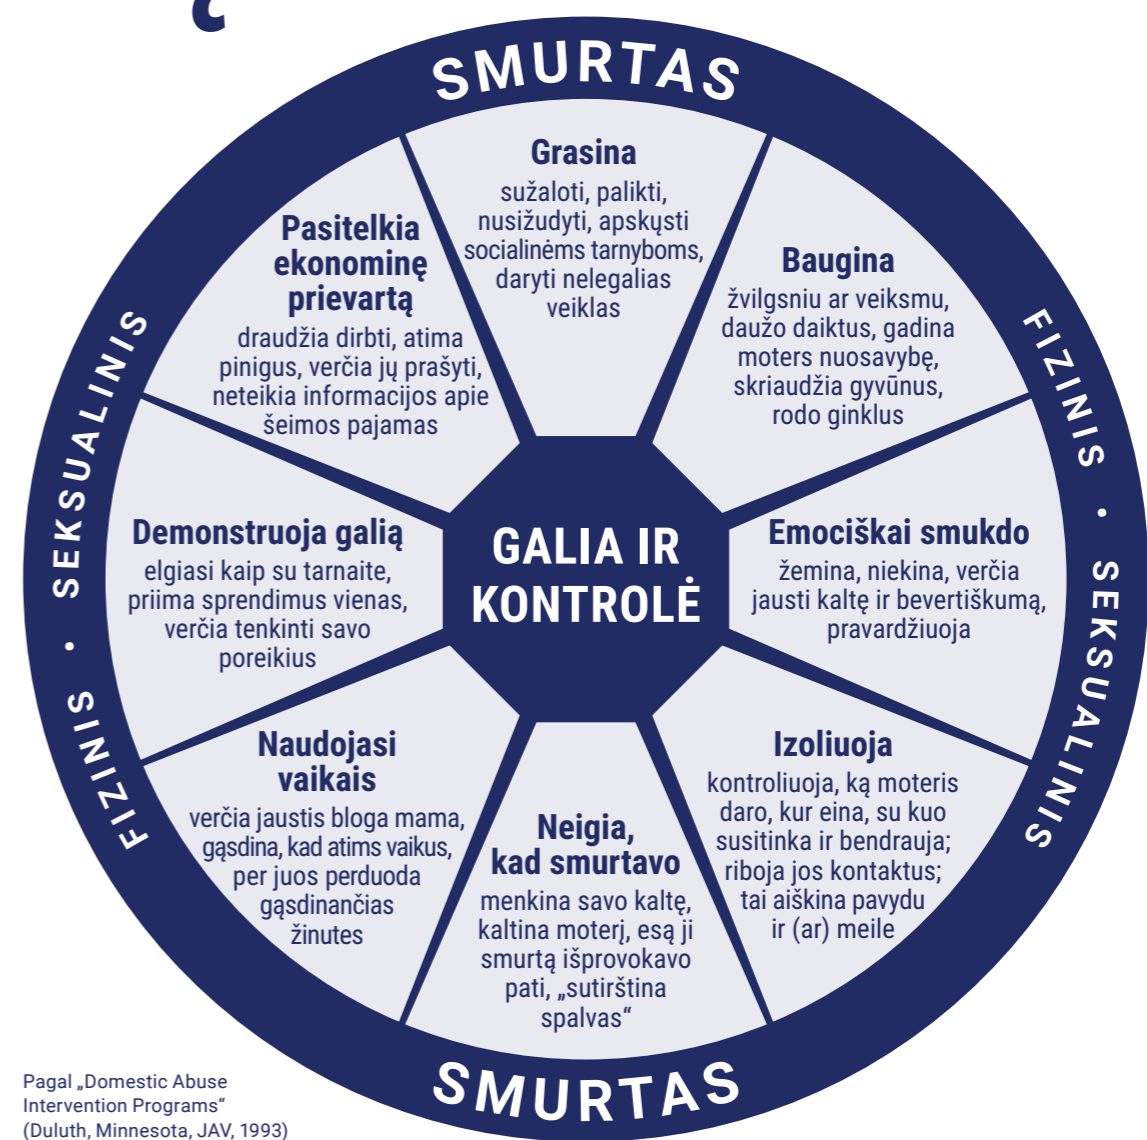 SMURTAS
Grasina
sužaloti, palikti,
nusižudyti, apskųsti
socialinėms tarnyboms,
daryti nelegalias
veiklas
Baugina
žvilgsniu ar veiksmu,
daužo daiktus, gadina
moters nuosavybę,
skriaudžia gyvūnus,
rodo ginklus
Emociškai smukdo
žemina, niekina, verčia
jausti kaltę ir bevertiškumą,
pravardžiuoja
Izoliuoja
kontroliuoja, ką moteris
daro, kur eina, su kuo
susitinka ir bendrauja;
riboja jos kontaktus;
tai aiškina pavydu
ir (ar) meile
Neigia,
kad smurtavo
menkina savo kaltę,
kaltina moterį, esą ji
smurtą išprovokavo
pati, „sutirština
spalvas“
Naudojasi
vaikais
verčia jaustis bloga mama,
gąsdina, kad atims vaikus,
per juos perduoda
gąsdinančias
žinutes
Demonstruoja galią
elgiasi kaip su tarnaite,
priima sprendimus vienas,
verčia tenkinti savo
poreikius
Pasitelkia
ekonominę
prievartą
draudžia dirbti, atima
pinigus, verčia jų prašyti,
neteikia informacijos apie
šeimos pajamas
GALIA IR
KONTROLĖ
FIZINIS • SEKSUALINIS
FIZINIS • SEKSUALINIS
SMURTAS
Pagal „Domestic Abuse
Intervention Programs“
(Duluth, Minnesota, JAV, 1993)